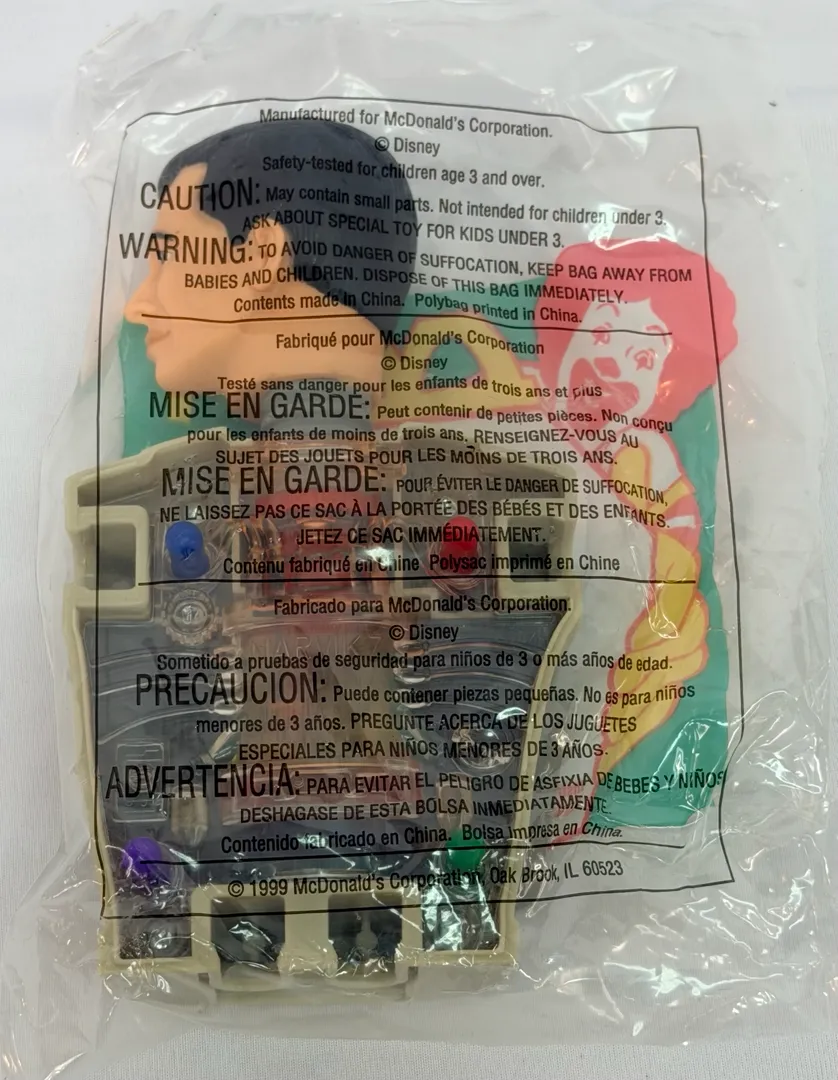 Manufactured for McDonald's Corporation.
© Disney
Safety-tested for children age 3 and over.
CAUTION: May contain small parts. Not intended for children under 3.
ASK ABOUT SPECIAL TOY FOR KIDS UNDER 3.
WARNING: TO AVOID DANGER OF SUFFOCATION, KEEP BAG AWAY FROM
BABIES AND CHILDREN. DISPOSE OF THIS BAG IMMEDIATELY.
Contents made in China. Polybag printed in China.
Fabriqué pour McDonald's Corporation
© Disney
Testé sans danger pour les enfants de trois ans et plus
MISE EN GARDE: Peut contenir de petites pièces. Non conçu
pour les enfants de moins de trois ans. RENSEIGNEZ-VOUS AU
SUJET DES JOUETS POUR LES MOINS DE TROIS ANS.
MISE EN GARDE: POUR ÉVITER LE DANGER DE SUFFOCATION,
NE LAISSEZ PAS CE SAC À LA PORTÉE DES BÉBÉS ET DES ENFANTS.
JETEZ CE SAC IMMÉDIATEMENT.
Contenu fabriqué en Chine Polysac imprimé en Chine
Fabricado para McDonald's Corporation.
© Disney
Sometido a pruebas de seguridad para niños de 3 o más años de edad.
PRECAUCION: Puede contener piezas pequeñas. No es para niños
menores de 3 años. PREGUNTE ACERCA DE LOS JUGUETES
ESPECIALES PARA NIÑOS MENORES DE 3 AÑOS.
ADVERTENCIA: PARA EVITAR EL PELIGRO DE ASFIXIA DE BEBES Y NIÑOS
DESHAGASE DE ESTA BOLSA INMEDIATAMENTE.
Contenido fabricado en China. Bolsa Impresa en China.
© 1999 McDonald's Corporation, Oak Brook, IL 60523